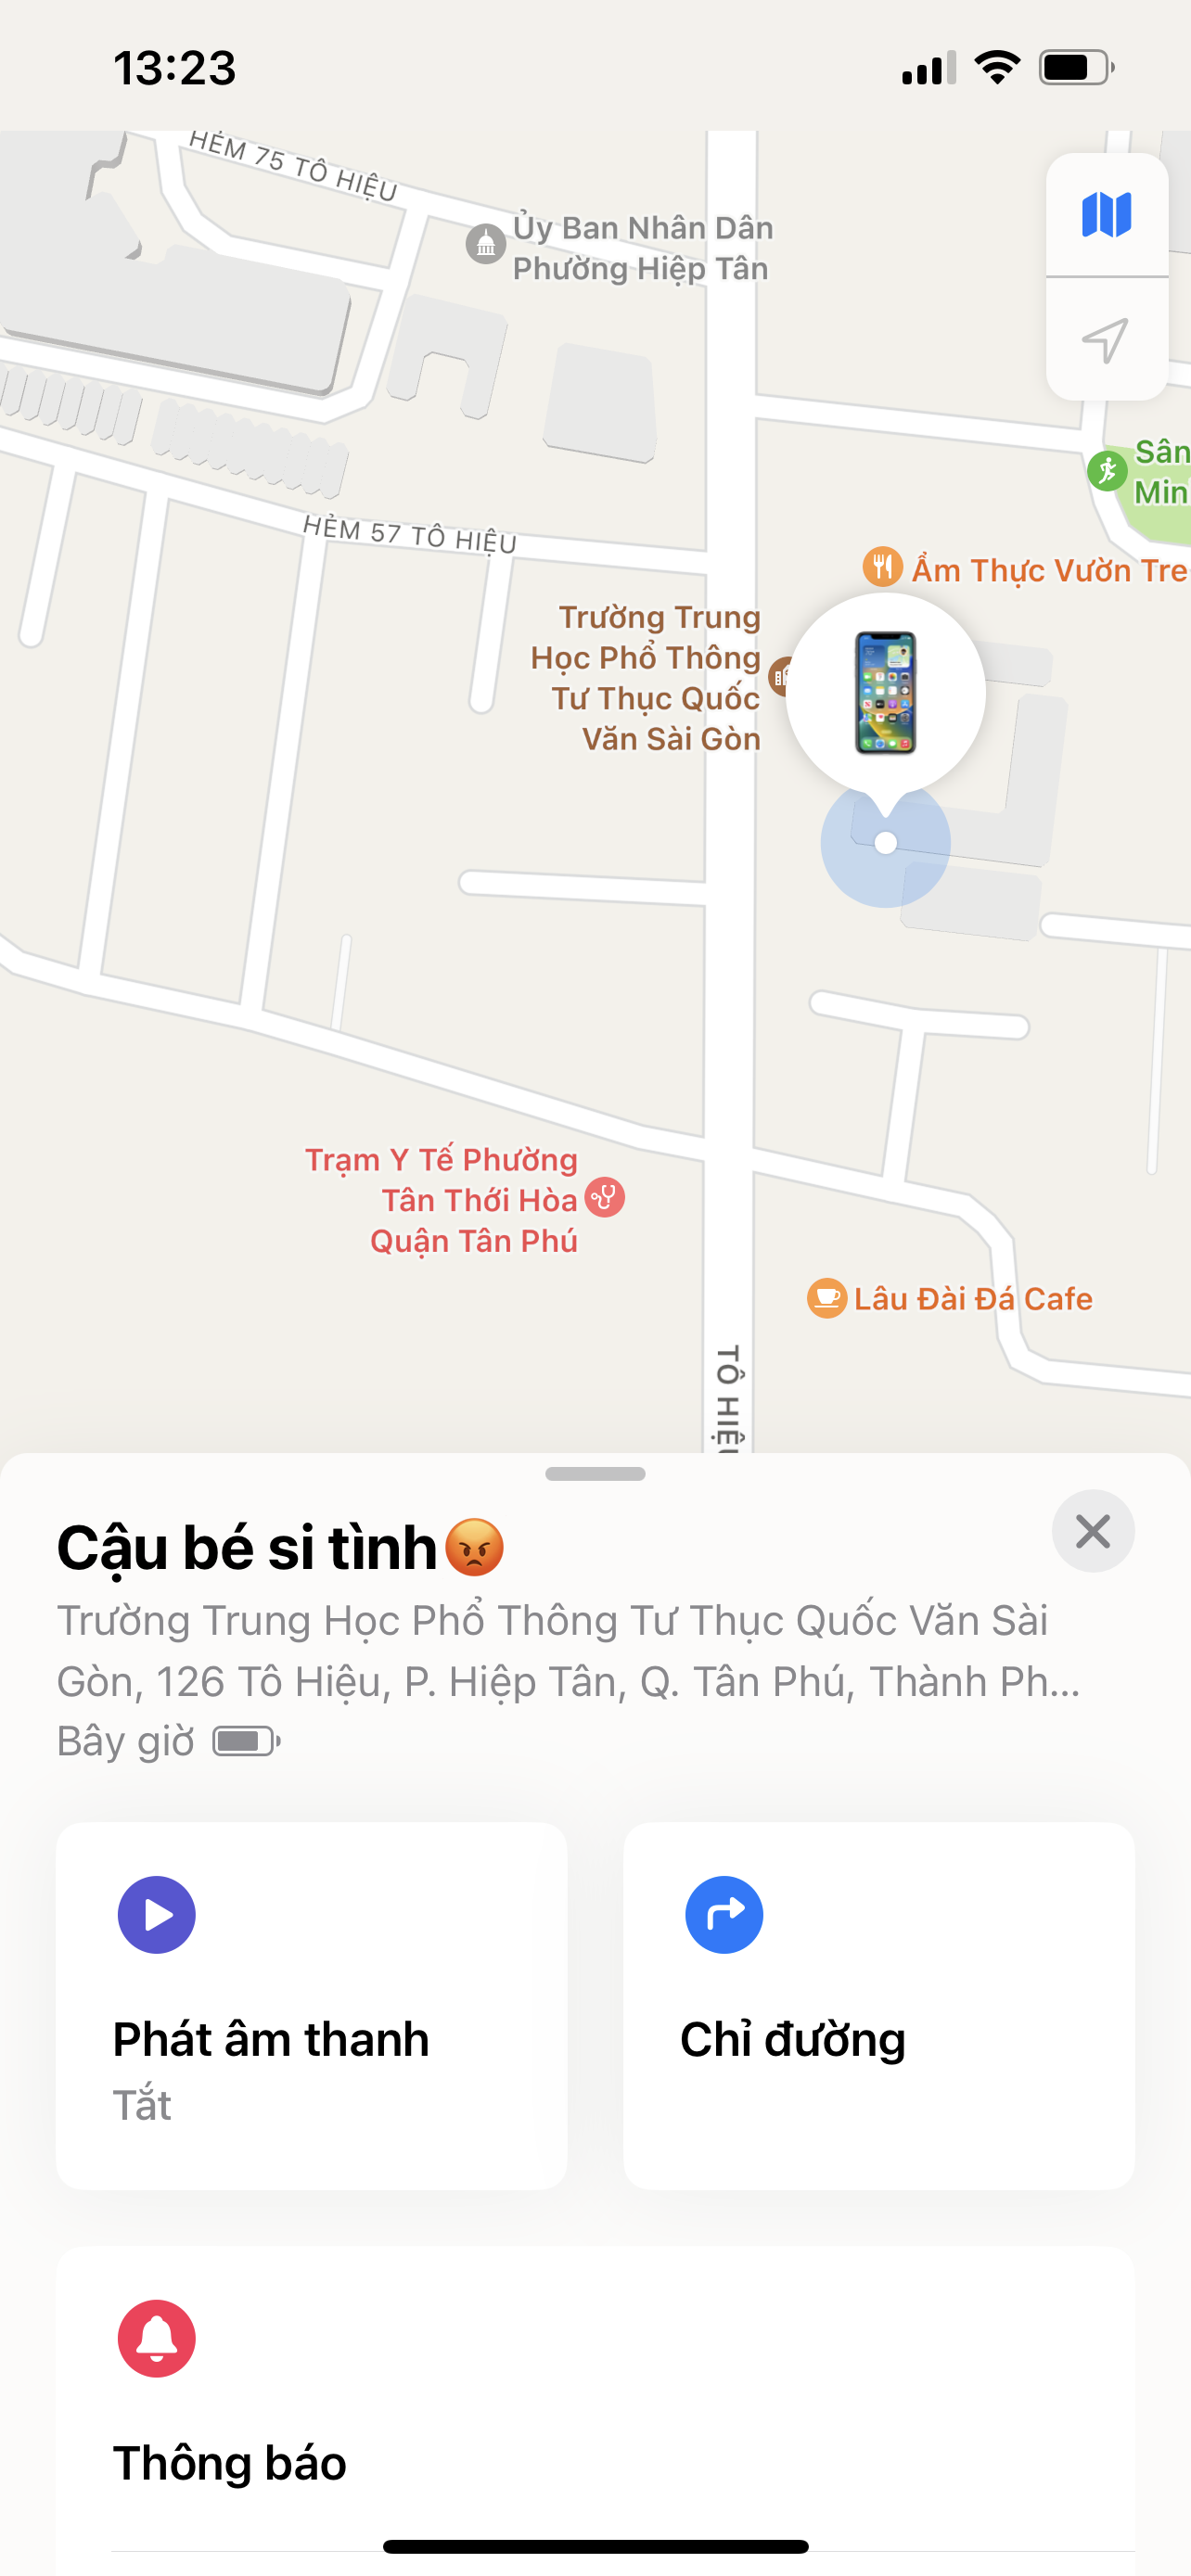 13:23
HẺM 75 TÔ HIỆU
Ủy Ban Nhân Dân
Phường Hiệp Tân
Sân
Min
HẺM 57 TÔ HIỆU
Ẩm Thực Vườn Tre
Trường Trung
Học Phổ Thông
Tư Thục Quốc
Văn Sài Gòn
Trạm Y Tế Phường
Tân Thới Hòa
Quận Tân Phú
Lâu Đài Đá Cafe
TÔ HIỆU
Cậu bé si tình😡
Trường Trung Học Phổ Thông Tư Thục Quốc Văn Sài
Gòn, 126 Tô Hiệu, P. Hiệp Tân, Q. Tân Phú, Thành Ph...
Bây giờ
Phát âm thanh
Tắt
Chỉ đường
Thông báo